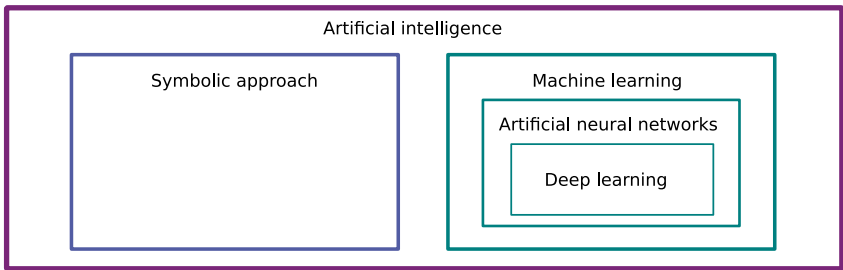 Artificial intelligence
Symbolic approach
Machine learning
Artificial neural networks
Deep learning